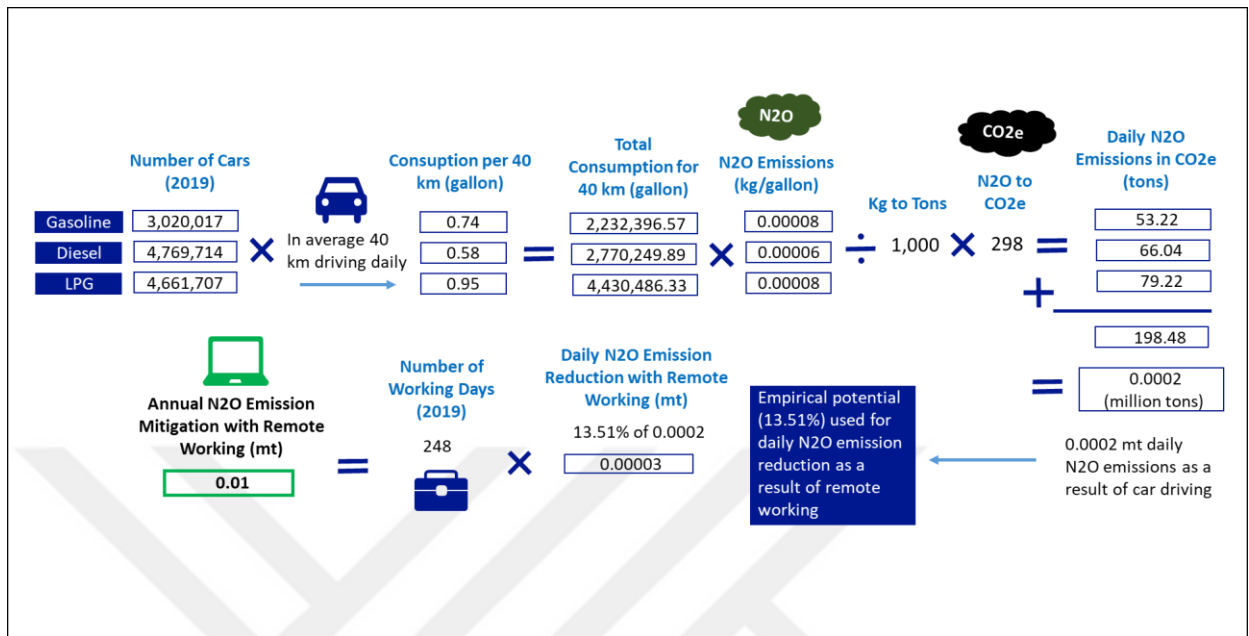 N2O
CO2e
Number of Cars
(2019)
Consuption per 40
km (gallon)
Total
Consumption for
40 km (gallon)
N2O Emissions
(kg/gallon)
Kg to Tons
N2O to
CO2e
Daily N2O
Emissions in CO2e
(tons)
Gasoline
3,020,017
Diesel
4,769,714
LPG
4,661,707
×
In average 40
km driving daily
0.74
0.58
0.95
=
2,232,396.57
2,770,249.89
4,430,486.33
×
0.00008
0.00006
0.00008
÷
1,000
×
298
=
53.22
66.04
79.22
+
198.48
=
0.0002
(million tons)
0.0002 mt daily
N2O emissions as a
result of car driving
Empirical potential
(13.51%) used for
daily N2O emission
reduction as a
result of remote
working
Daily N2O Emission
Reduction with Remote
Working (mt)
13.51% of 0.0002
0.00003
×
Number of
Working Days
(2019)
248
=
Annual N2O Emission
Mitigation with Remote
Working (mt)
0.01